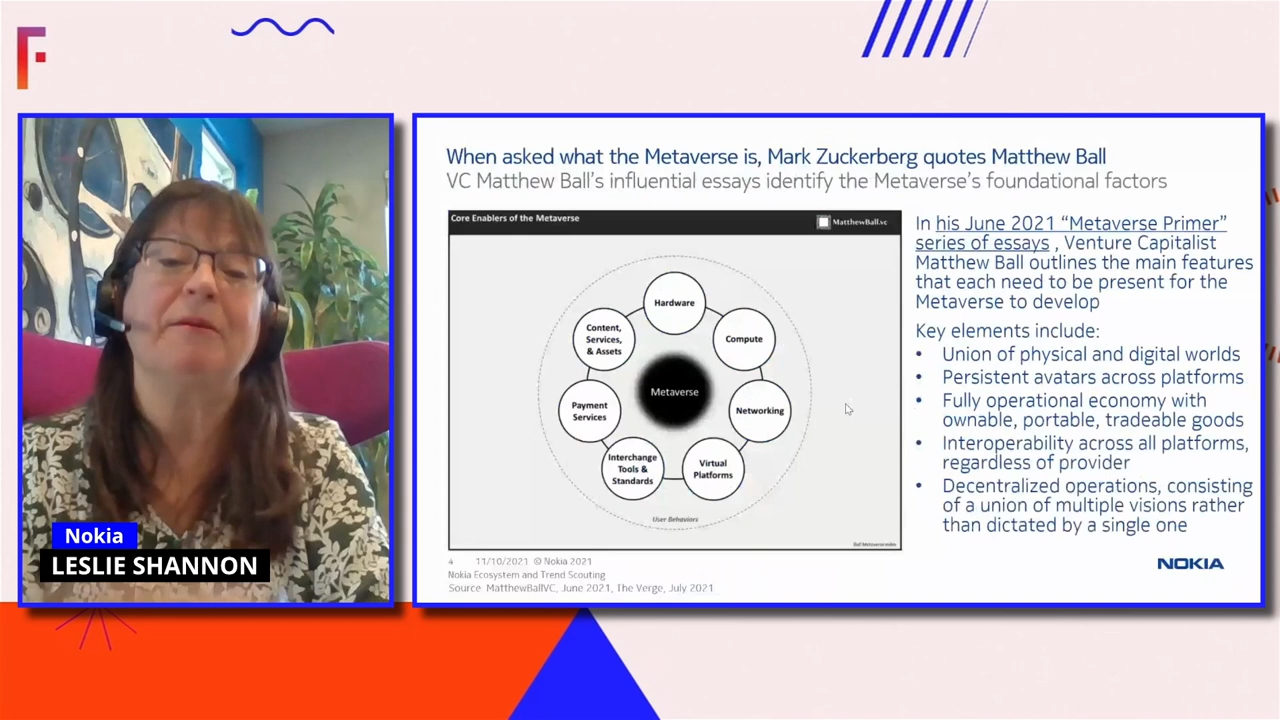 F
When asked what the Metaverse is, Mark Zuckerberg quotes Matthew Ball
VC Matthew Ball's influential essays identify the Metaverse's foundational factors
Core Enablers of the Metaverse
MatthewBall.vc
Hardware
Content,
Services,
& Assets
Compute
Metaverse
Payment
Services
Networking
Interchange
Tools &
Standards
Virtual
Platforms
User Behaviors
Ball Metaverse Index
In his June 2021 “Metaverse Primer”
series of essays , Venture Capitalist
Matthew Ball outlines the main features
that each need to be present for the
Metaverse to develop
Key elements include:
• Union of physical and digital worlds
• Persistent avatars across platforms
• Fully operational economy with
ownable, portable, tradeable goods
• Interoperability across all platforms,
regardless of provider
• Decentralized operations, consisting
of a union of multiple visions rather
than dictated by a single one
4 11/10/2021 © Nokia 2021
Nokia Ecosystem and Trend Scouting
Source MatthewBallVC, June 2021, The Verge, July 2021
NOKIA
Nokia
LESLIE SHANNON